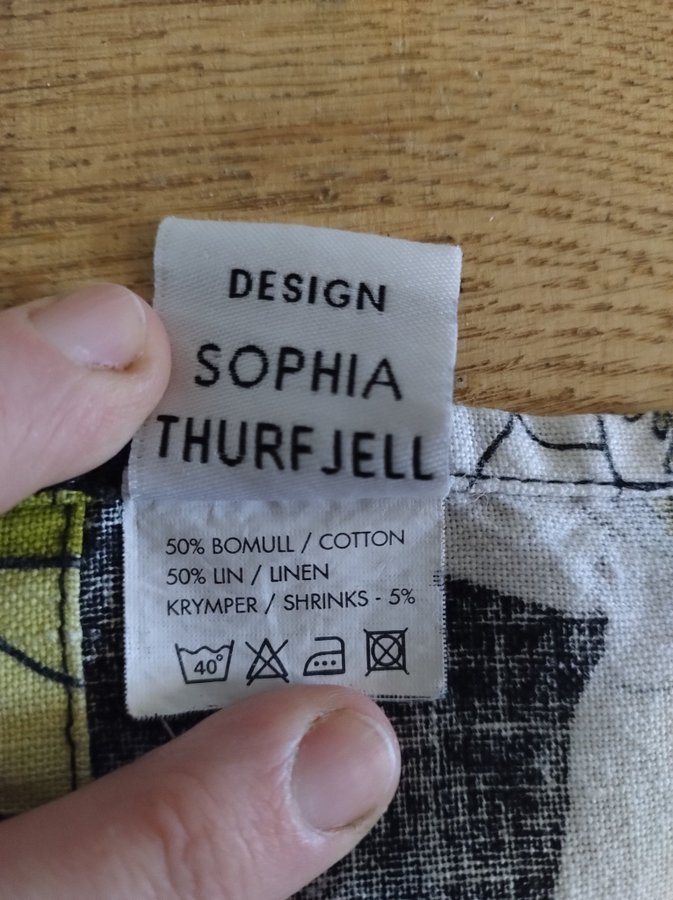 DESIGN
SOPHIA
THURFJELL
50% BOMULL / COTTON
50% LIN / LINEN
KRYMPER / SHRINKS - 5%
40°